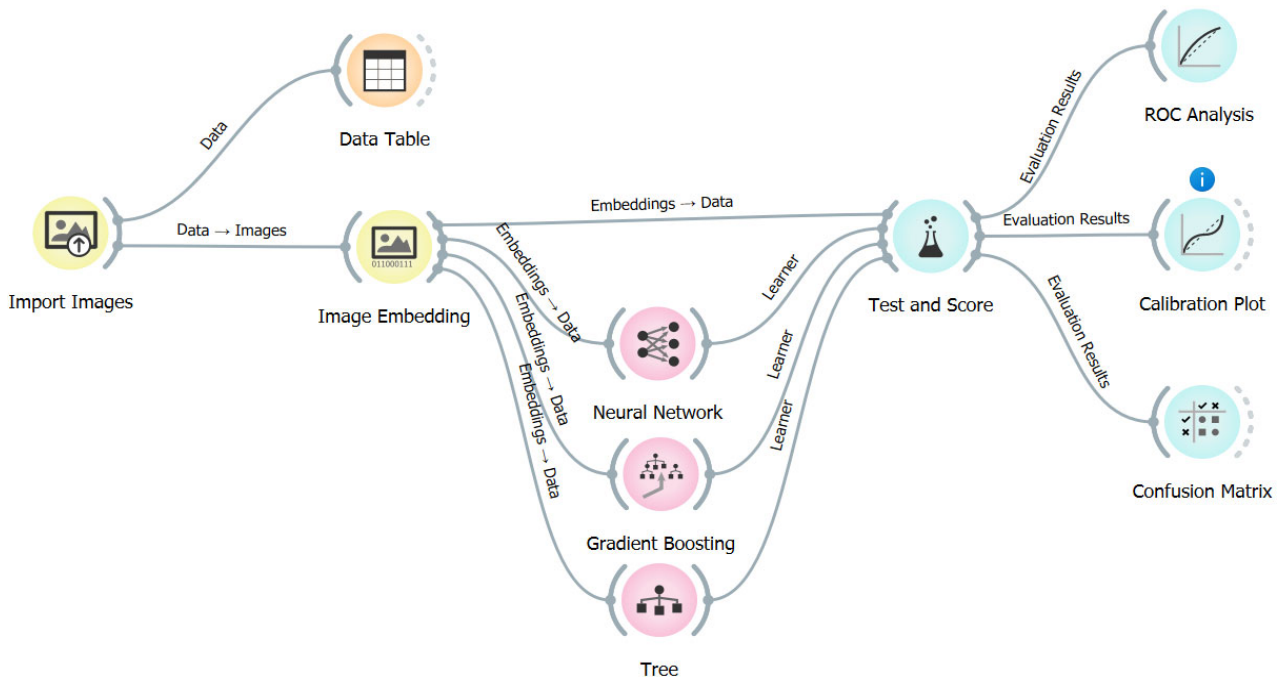 Data Table
ROC Analysis
Data
Evaluation Results
Embeddings → Data
Data → Images
Evaluation Results
Import Images
011000111
Image Embedding
Embeddings → Data
Learner
Test and Score
Calibration Plot
Embeddings → Data
Learner
Evaluation Results
Neural Network
Embeddings → Data
Learner
Confusion Matrix
Gradient Boosting
Tree
i